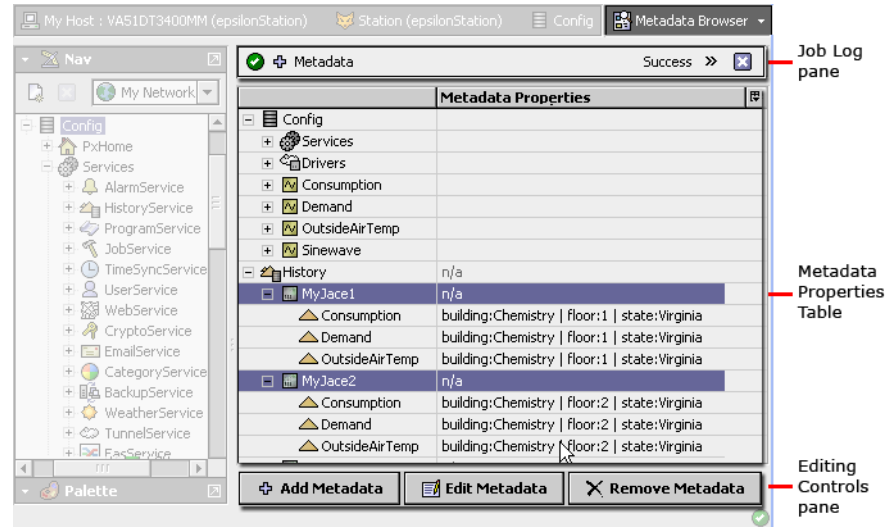 My Host : VA51DT3400MM (epsilonStation) Station (epsilonStation) Config Metadata Browser
Nav
My Network
Config
PxHome
Services
AlarmService
HistoryService
ProgramService
JobService
TimeSyncService
UserService
WebService
CryptoService
EmailService
CategoryService
BackupService
WeatherService
TunnelService
EasService
Palette
Metadata Success »
Metadata Properties
Config
Services
Drivers
Consumption
Demand
OutsideAirTemp
Sinewave
History n/a
MyJace1 n/a
Consumption building:Chemistry | floor:1 | state:Virginia
Demand building:Chemistry | floor:1 | state:Virginia
OutsideAirTemp building:Chemistry | floor:1 | state:Virginia
MyJace2 n/a
Consumption building:Chemistry | floor:2 | state:Virginia
Demand building:Chemistry | floor:2 | state:Virginia
OutsideAirTemp building:Chemistry | floor:2 | state:Virginia
Add Metadata Edit Metadata Remove Metadata
Job Log
pane
Metadata
Properties
Table
Editing
Controls
pane